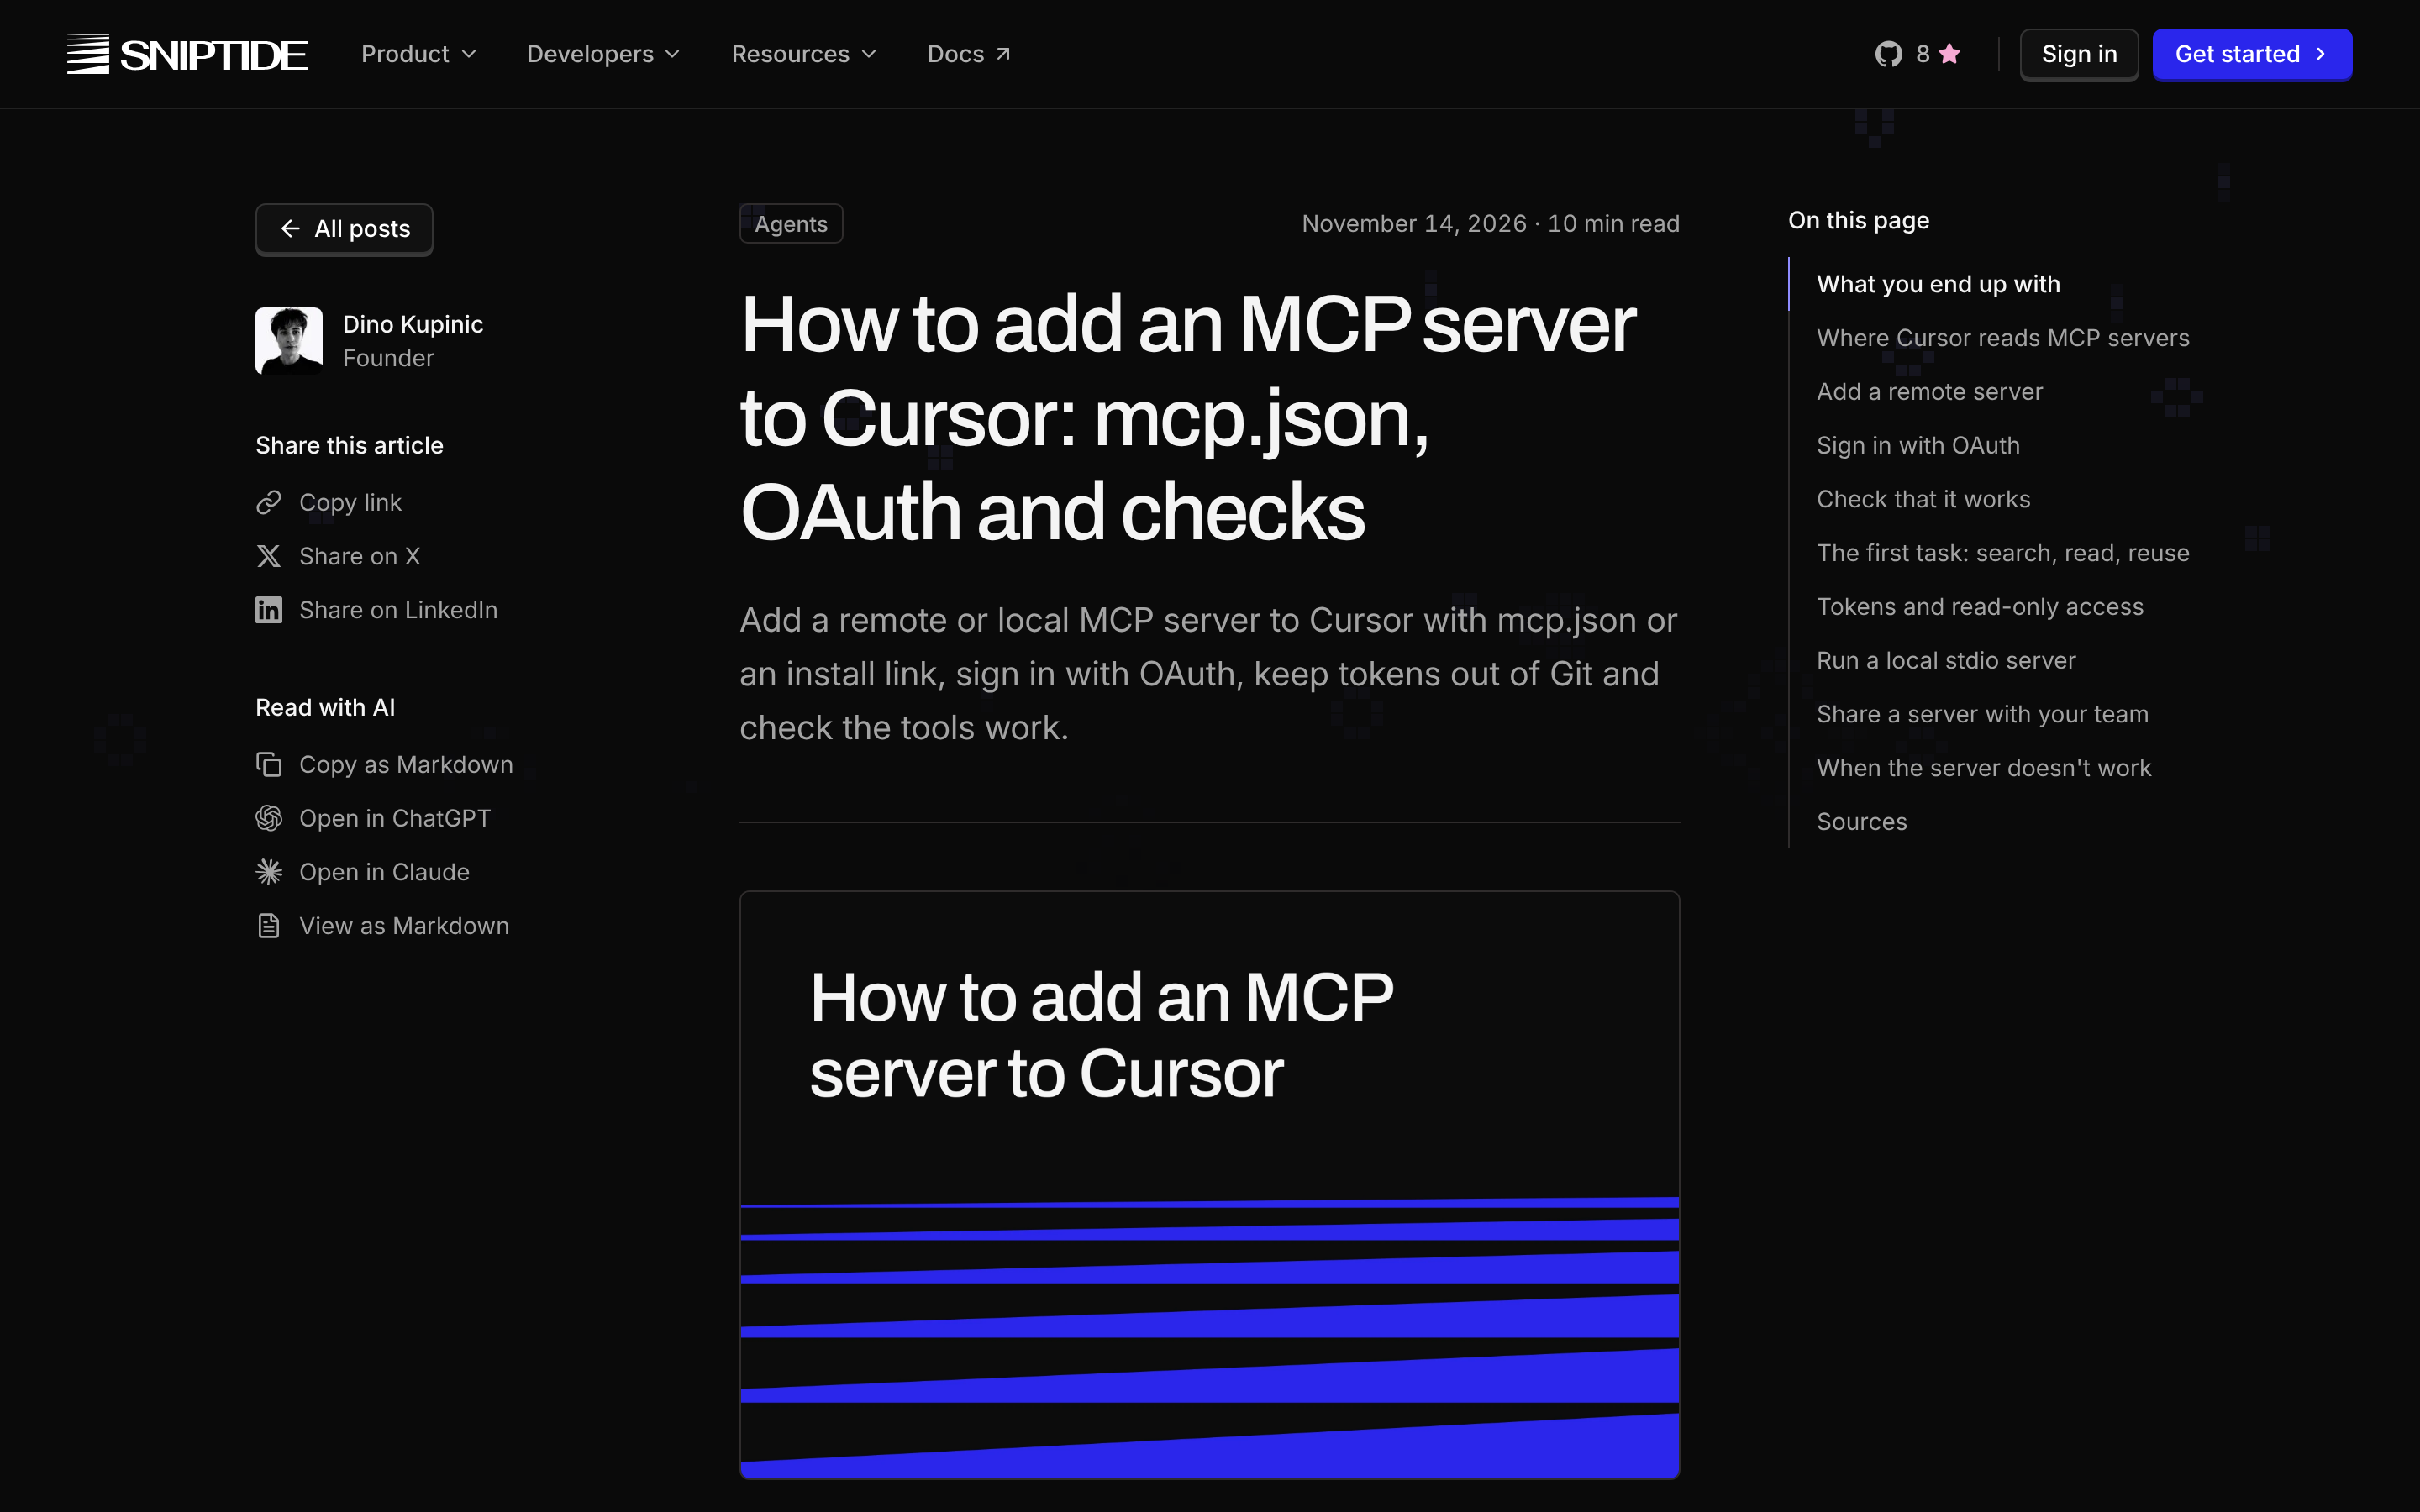 SNIPTIDE
Product
Developers
Resources
Docs
8
Sign in
Get started
All posts
Dino Kupinic
Founder
Share this article
Copy link
Share on X
Share on LinkedIn
Read with AI
Copy as Markdown
Open in ChatGPT
Open in Claude
View as Markdown
Agents
November 14, 2026 · 10 min read
How to add an MCP server
to Cursor: mcp.json,
OAuth and checks
Add a remote or local MCP server to Cursor with mcp.json or
an install link, sign in with OAuth, keep tokens out of Git and
check the tools work.
How to add an MCP
server to Cursor
On this page
What you end up with
Where Cursor reads MCP servers
Add a remote server
Sign in with OAuth
Check that it works
The first task: search, read, reuse
Tokens and read-only access
Run a local stdio server
Share a server with your team
When the server doesn't work
Sources